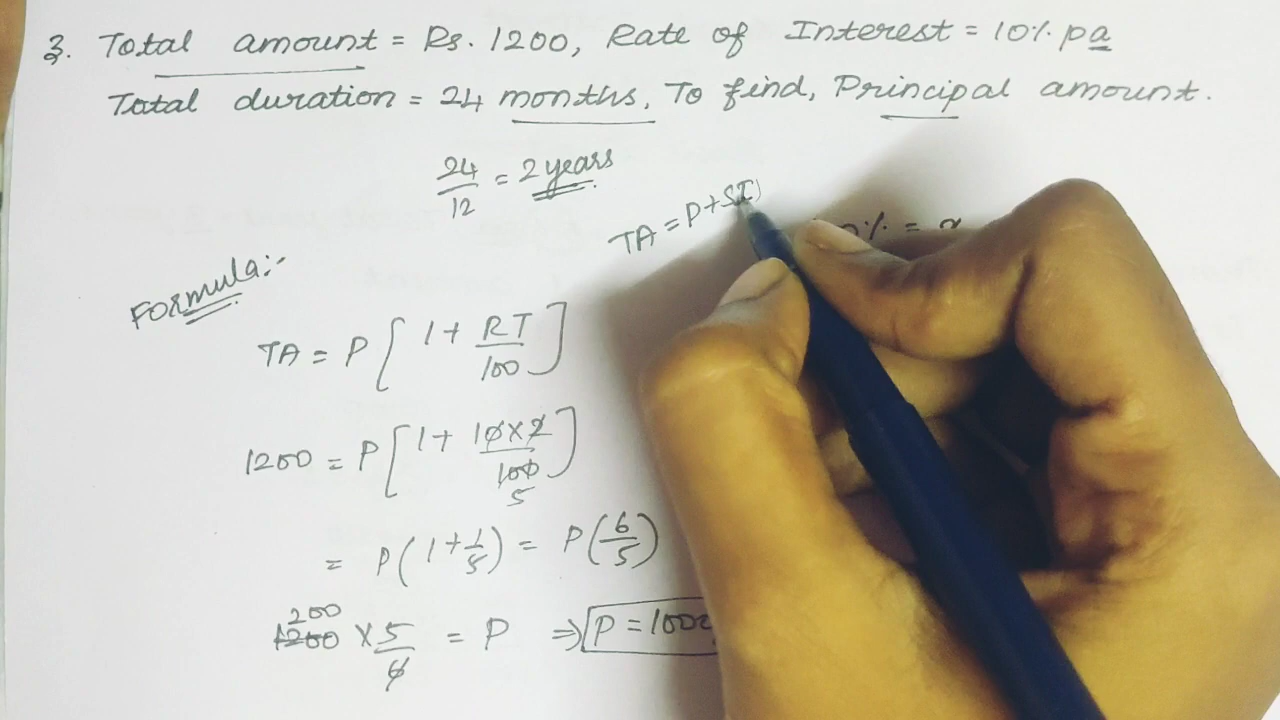 3. Total amount = Rs. 1200, Rate of Interest = 10% pa
Total duration = 24 months, To find, Principal amount.
24/12 = 2 years
TA = P+SI
0% =
Formula:-
TA = P[1 + RT/100]
1200 = P[1 + 10×2/100]
5
= P(1+1/5) = P(6/5)
200
1200 × 5/6 = P ⇒ P = 1000